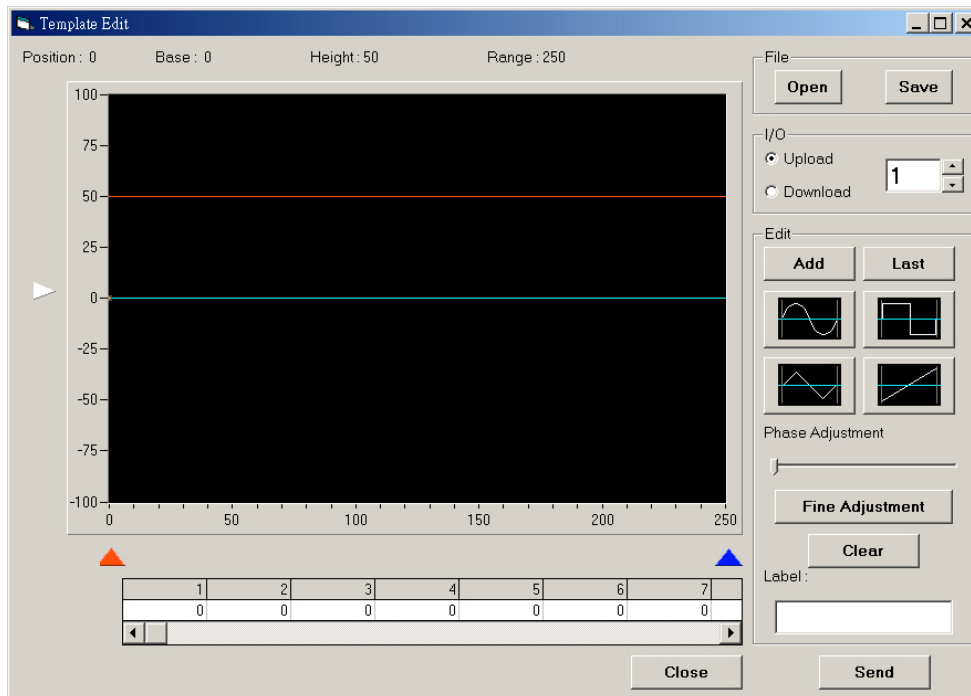 Template Edit
Position : 0 Base : 0 Height : 50 Range : 250
File
Open Save
I/O
Upload
Download
1
Edit
Add Last
Phase Adjustment
Fine Adjustment
Clear
Label :
100
75
50
25
0
-25
-50
-75
-100
0 50 100 150 200 250
1 2 3 4 5 6 7
0 0 0 0 0 0 0
Close Send